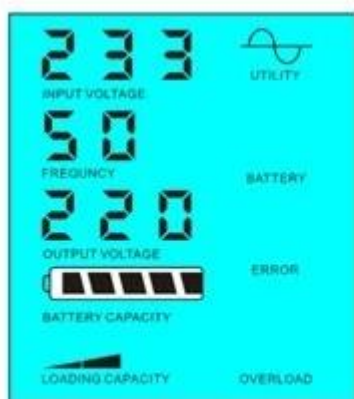 233
INPUT VOLTAGE
UTILITY
50
FREQUNCY
BATTERY
220
OUTPUT VOLTAGE
ERROR
BATTERY CAPACITY
LOADING CAPACITY
OVERLOAD